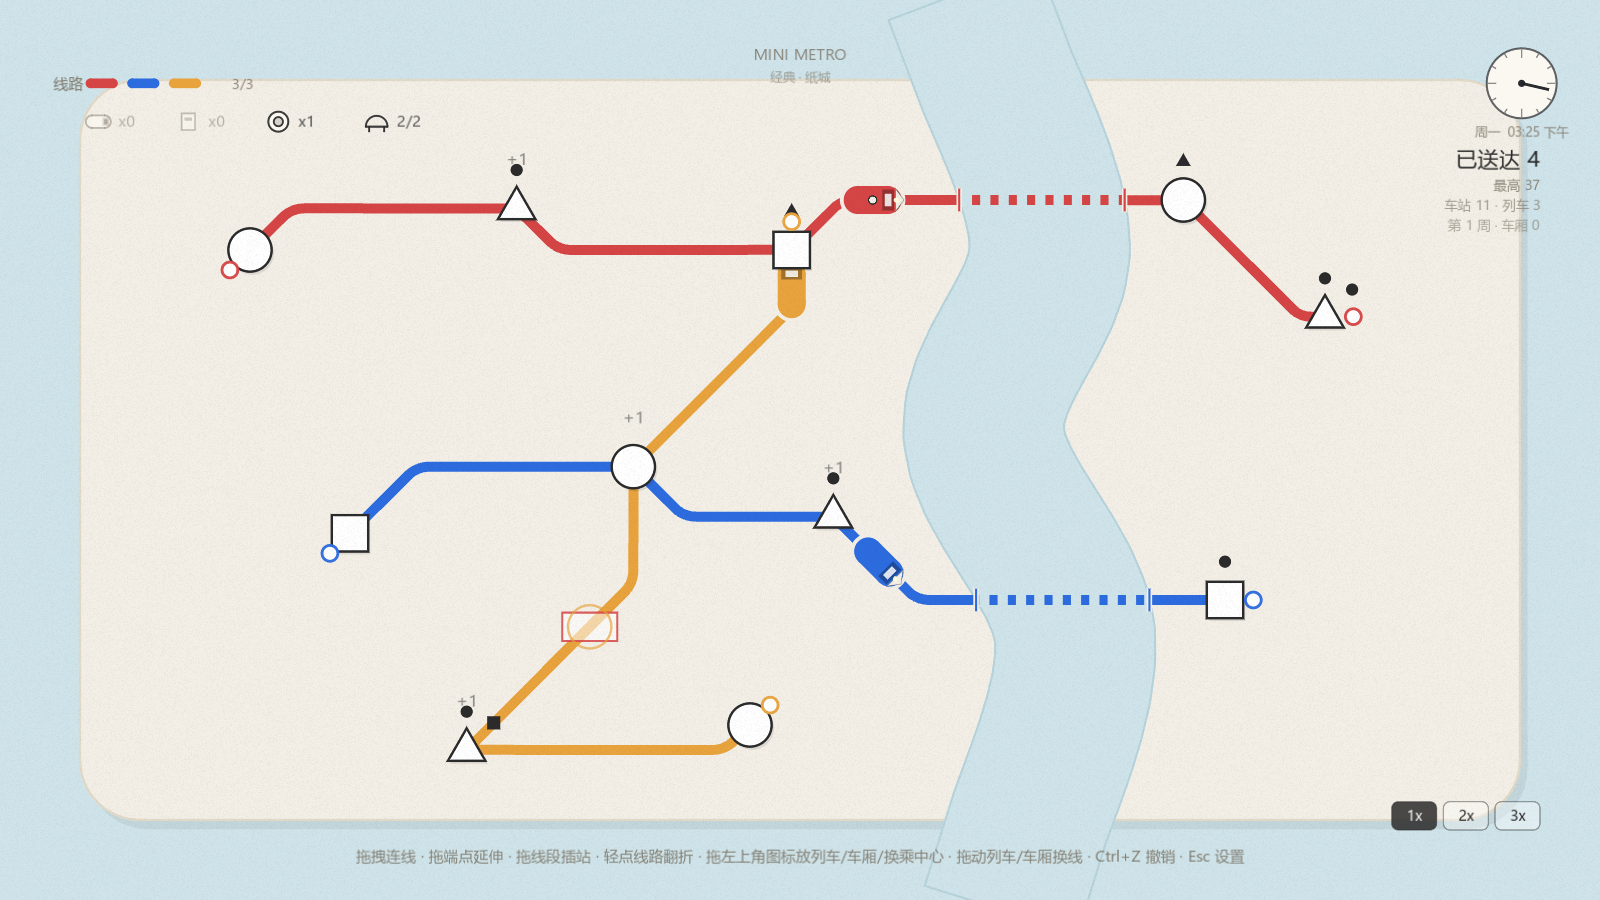 MINI METRO
经典 · 纸城
线路 3/3
x0 x0 x1 2/2
周一 03:25 下午
已送达 4
最高 37
车站 11 · 列车 3
第 1 周 · 车厢 0
+1
+1
+1
+1
1x 2x 3x
拖拽连线 · 拖端点延伸 · 拖线段插站 · 轻点线路翻折 · 拖左上角图标放列车/车厢/换乘中心 · 拖动列车/车厢换线 · Ctrl+Z 撤销 · Esc 设置